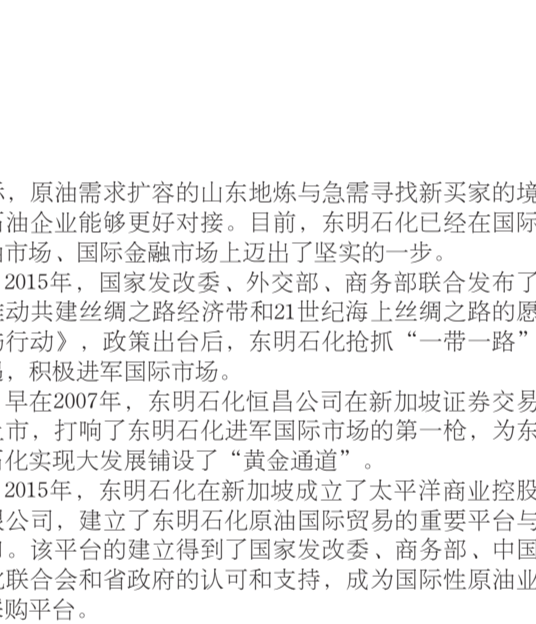 ，原油需求扩容的山东地炼与急需寻找新买家的境
油企业能够更好对接。目前，东明石化已经在国际
市场、国际金融市场上迈出了坚实的一步。
2015年，国家发改委、外交部、商务部联合发布了
动共建丝绸之路经济带和21世纪海上丝绸之路的愿
行动》，政策出台后，东明石化抢抓“一带一路”
，积极进军国际市场。
早在2007年，东明石化恒昌公司在新加坡证券交易
市，打响了东明石化进军国际市场的第一枪，为东
化实现大发展铺设了“黄金通道”。
2015年，东明石化在新加坡成立了太平洋商业控股
公司，建立了东明石化原油国际贸易的重要平台与
。该平台的建立得到了国家发改委、商务部、中国
联合会和省政府的认可和支持，成为国际性原油业
购平台。